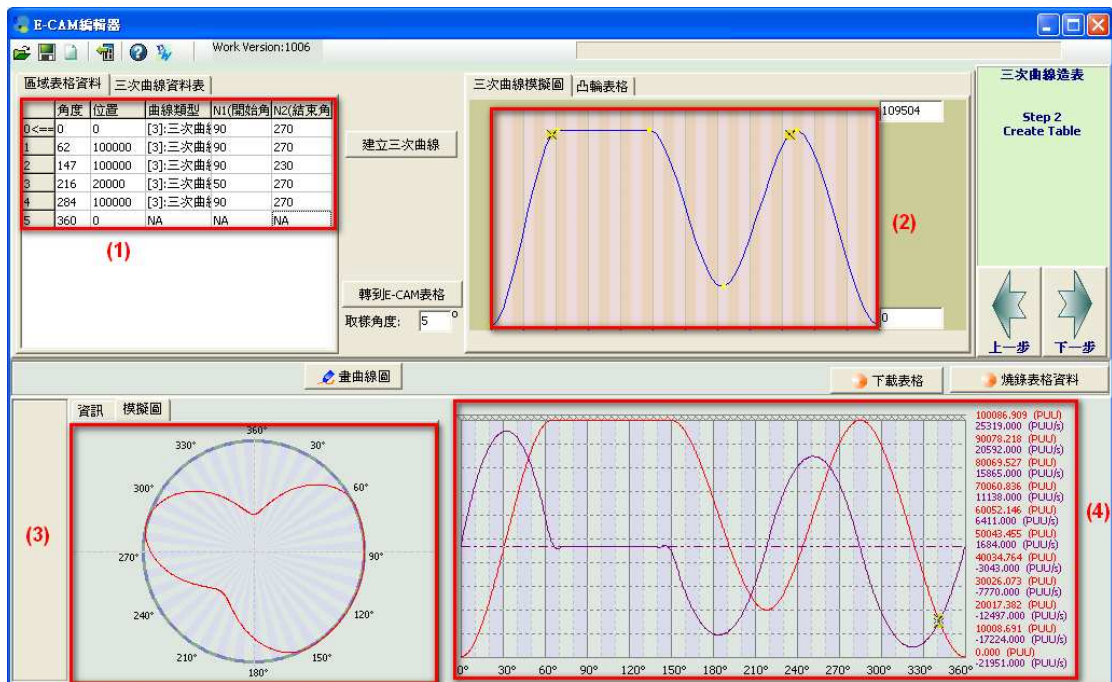 E-CAM編輯器
Work Version:1006
區域表格資料 三次曲線資料表
角度 位置 曲線類型 N1(開始角 N2(結束角
0<== 0 0 [3]:三次曲線 90 270
1 62 100000 [3]:三次曲線 90 270
2 147 100000 [3]:三次曲線 90 230
3 216 20000 [3]:三次曲線 50 270
4 284 100000 [3]:三次曲線 90 270
5 360 0 NA NA NA
(1)
建立三次曲線
轉到E-CAM表格
取樣角度: 5 °
三次曲線模擬圖 凸輪表格
109504
(2)
0
三次曲線造表
Step 2
Create Table
上一步 下一步
畫曲線圖
下載表格
燒錄表格資料
資訊 模擬圖
(3)
360°
30°
60°
90°
120°
150°
180°
210°
240°
270°
300°
330°
100086.909 (PUU)
25319.000 (PUU/s)
90078.218 (PUU)
20592.000 (PUU/s)
80069.527 (PUU)
15865.000 (PUU/s)
70060.836 (PUU)
11138.000 (PUU/s)
60052.146 (PUU)
6411.000 (PUU/s)
50043.455 (PUU)
1684.000 (PUU/s)
40034.764 (PUU)
-3043.000 (PUU/s)
30026.073 (PUU)
-7770.000 (PUU/s)
20017.382 (PUU)
-12497.000 (PUU/s)
10008.691 (PUU)
-17224.000 (PUU/s)
0.000 (PUU)
-21951.000 (PUU/s)
(4)
0° 30° 60° 90° 120° 150° 180° 210° 240° 270° 300° 330° 360°